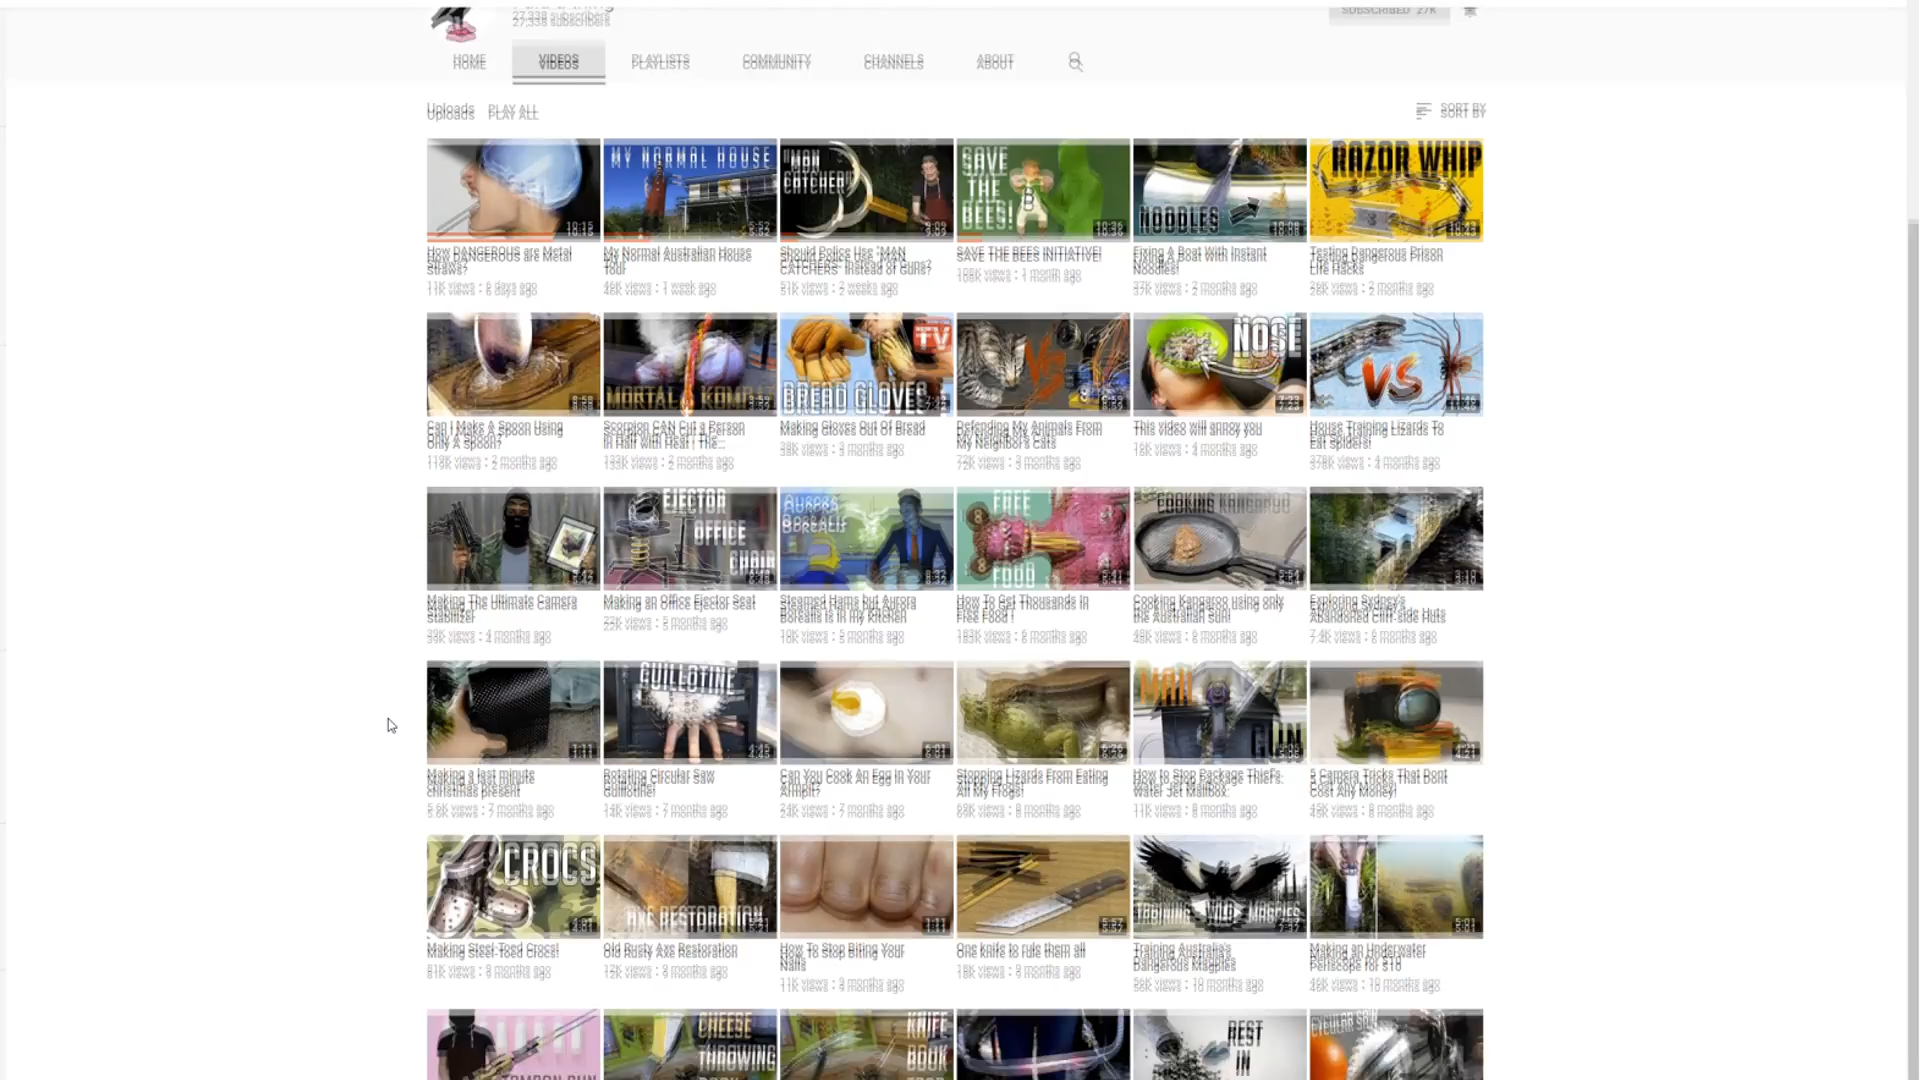 27,338 subscribers
SUBSCRIBED 27K
HOME VIDEOS PLAYLISTS COMMUNITY CHANNELS ABOUT
Uploads PLAY ALL SORT BY
MY NORMAL HOUSE
"MAN
CATCHER"
SAVE
THE
BEES!
NOODLES
RAZOR WHIP
How DANGEROUS are Metal
Straws?
11K views • 6 days ago
My Normal Australian House
Tour
46K views • 1 week ago
Should Police Use "MAN
CATCHERS" Instead of Guns?
51K views • 2 weeks ago
SAVE THE BEES INITIATIVE!
108K views • 1 month ago
Fixing A Boat With Instant
Noodles!
37K views • 2 months ago
Testing Dangerous Prison
Life Hacks
26K views • 2 months ago
MORTAL KOMBAT
TV
BREAD GLOVES
VS
NOSE
VS
Can I Make A Spoon Using
Only A Spoon?
119K views • 2 months ago
Scorpion CAN Cut a Person
in Half with Heat | The...
133K views • 2 months ago
Making Gloves Out Of Bread
38K views • 3 months ago
Defending My Animals From
My Neighbor's Cats
72K views • 3 months ago
This video will annoy you
16K views • 4 months ago
House Training Lizards To
Eat Spiders!
378K views • 4 months ago
EJECTOR
OFFICE
CHAIR
AURORA
BOREALIS
FREE
FOOD
COOKING KANGAROO
Making The Ultimate Camera
Stabilizer
39K views • 4 months ago
Making an Office Ejector Seat
22K views • 5 months ago
Steamed Hams but Aurora
Borealis is in my Kitchen
10K views • 5 months ago
How To Get Thousands In
Free Food !
183K views • 6 months ago
Cooking Kangaroo using only
the Australian Sun!
48K views • 6 months ago
Exploring Sydney's
Abandoned Cliff-side Huts
7.4K views • 6 months ago
GUILLOTINE
MAIL
GUN
1:11
6:01
Making a last minute
christmas present
5.6K views • 7 months ago
Rotating Circular Saw
Guillotine!
14K views • 7 months ago
Can You Cook An Egg in Your
Armpit?
24K views • 7 months ago
Stopping Lizards From Eating
All My Frogs!
69K views • 8 months ago
How to Stop Package Thiefs:
Water Jet Mailbox.
11K views • 8 months ago
5 Camera Tricks That Dont
Cost Any Money!
45K views • 8 months ago
CROCS
AXE RESTORATION
TRAINING WILD MAGPIES
1:11
5:57
5:01
Making Steel-Toed Crocs!
81K views • 9 months ago
Old Rusty Axe Restoration
12K views • 9 months ago
How To Stop Biting Your
Nails
11K views • 9 months ago
One knife to rule them all
18K views • 9 months ago
Training Australia's
Dangerous Magpies
56K views • 10 months ago
Making an Underwater
Periscope for $10
46K views • 10 months ago
CHEESE
THROWING
KNIFE
BOOK
REST
IN